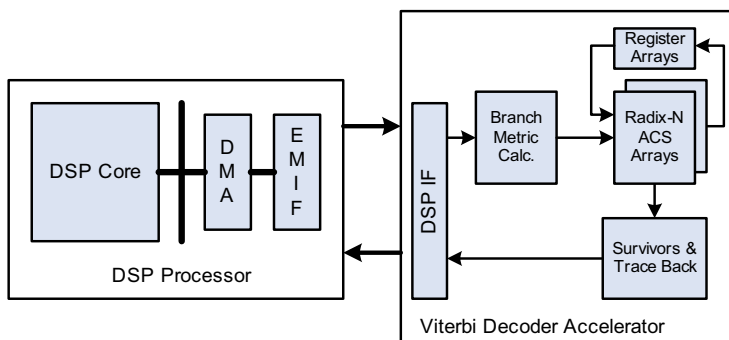 DSP Core
D
M
A
E
M
I
F
DSP Processor
DSP IF
Branch
Metric
Calc.
Register
Arrays
Radix-N
ACS
Arrays
Survivors &
Trace Back
Viterbi Decoder Accelerator